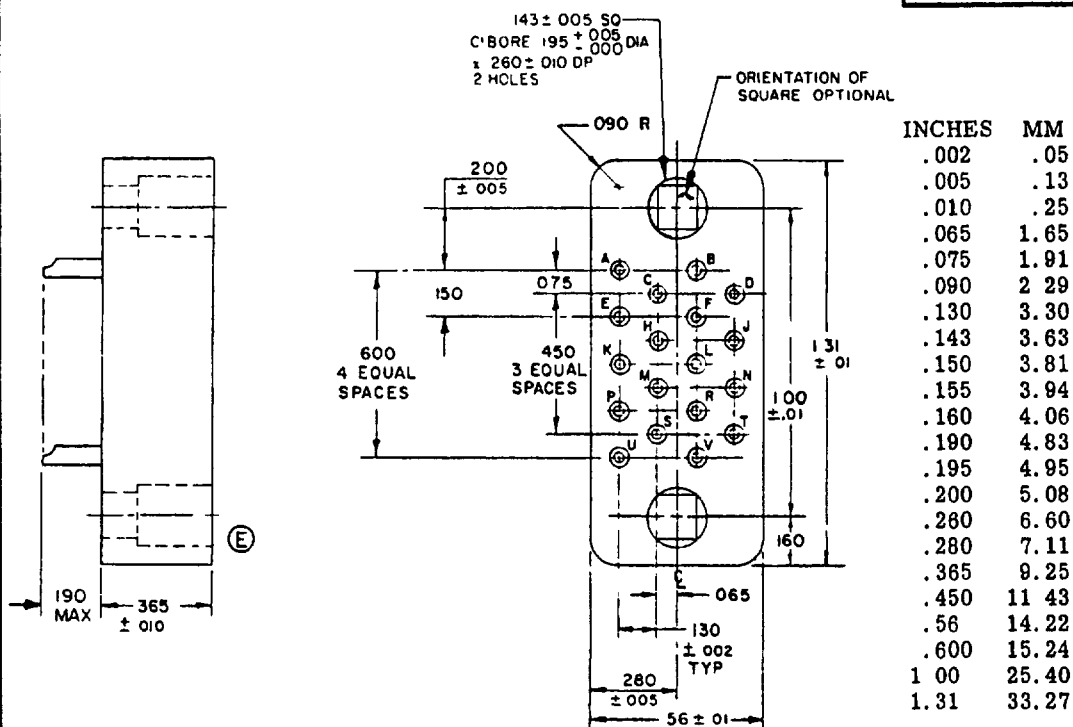 143 ± 005 SQ
C'BORE 195 +005 -000 DIA
x 260 ± 010 DP
2 HOLES
ORIENTATION OF
SQUARE OPTIONAL
090 R
200
± 005
A
B
C
D
E
F
H
J
K
L
M
N
P
R
S
T
U
V
075
150
600
4 EQUAL
SPACES
450
3 EQUAL
SPACES
1 31
± 01
1 00
±.01
160
℄
065
130
± 002
TYP
280
± 005
56 ± 01
190
MAX
365
± 010
E
INCHES MM
.002 .05
.005 .13
.010 .25
.065 1.65
.075 1.91
.090 2 29
.130 3.30
.143 3.63
.150 3.81
.155 3.94
.160 4.06
.190 4.83
.195 4.95
.200 5.08
.260 6.60
.280 7.11
.365 9.25
.450 11 43
.56 14.22
.600 15.24
1 00 25.40
1.31 33.27